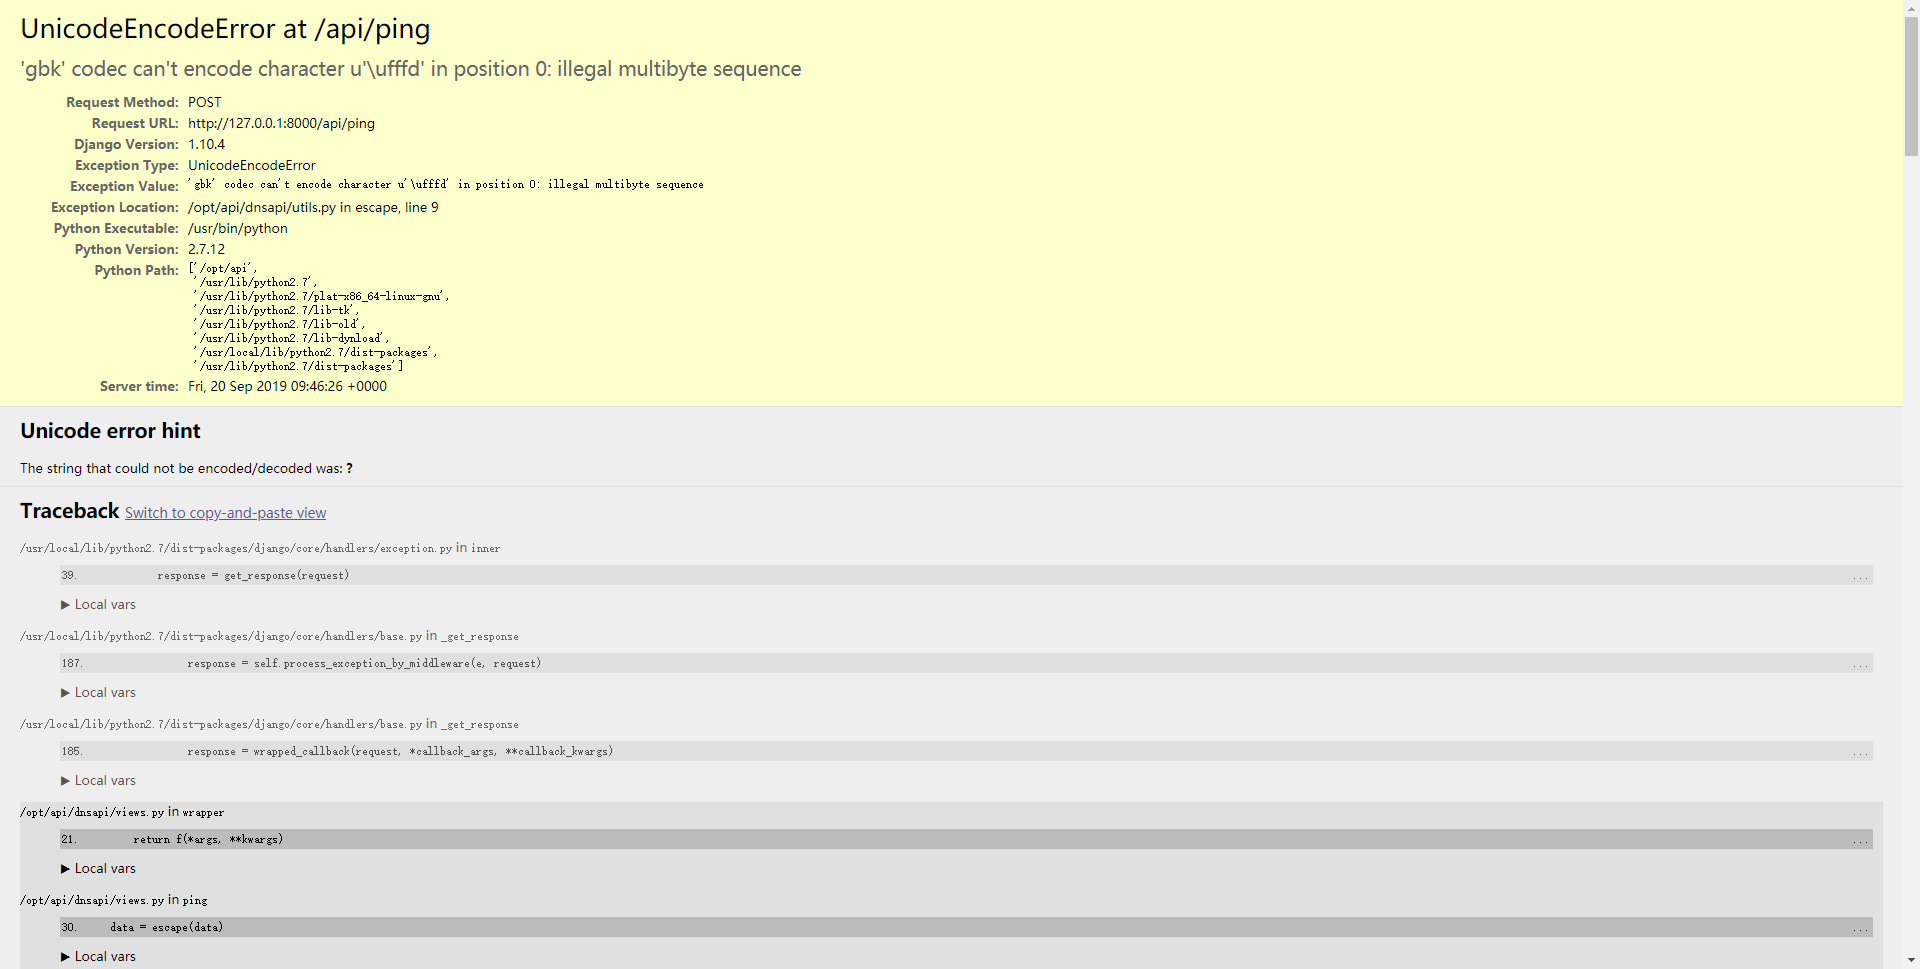 UnicodeEncodeError at /api/ping
'gbk' codec can't encode character u'\ufffd' in position 0: illegal multibyte sequence
Request Method: POST
Request URL: http://127.0.0.1:8000/api/ping
Django Version: 1.10.4
Exception Type: UnicodeEncodeError
Exception Value: 'gbk' codec can't encode character u'\ufffd' in position 0: illegal multibyte sequence
Exception Location: /opt/api/dnsapi/utils.py in escape, line 9
Python Executable: /usr/bin/python
Python Version: 2.7.12
Python Path: ['/opt/api',
'/usr/lib/python2.7',
'/usr/lib/python2.7/plat-x86_64-linux-gnu',
'/usr/lib/python2.7/lib-tk',
'/usr/lib/python2.7/lib-old',
'/usr/lib/python2.7/lib-dynload',
'/usr/local/lib/python2.7/dist-packages',
'/usr/lib/python2.7/dist-packages']
Server time: Fri, 20 Sep 2019 09:46:26 +0000
Unicode error hint
The string that could not be encoded/decoded was: ?
Traceback Switch to copy-and-paste view
/usr/local/lib/python2.7/dist-packages/django/core/handlers/exception.py in inner
39. response = get_response(request) ...
▶ Local vars
/usr/local/lib/python2.7/dist-packages/django/core/handlers/base.py in _get_response
187. response = self.process_exception_by_middleware(e, request) ...
▶ Local vars
/usr/local/lib/python2.7/dist-packages/django/core/handlers/base.py in _get_response
185. response = wrapped_callback(request, *callback_args, **callback_kwargs) ...
▶ Local vars
/opt/api/dnsapi/views.py in wrapper
21. return f(*args, **kwargs) ...
▶ Local vars
/opt/api/dnsapi/views.py in ping
30. data = escape(data) ...
▶ Local vars